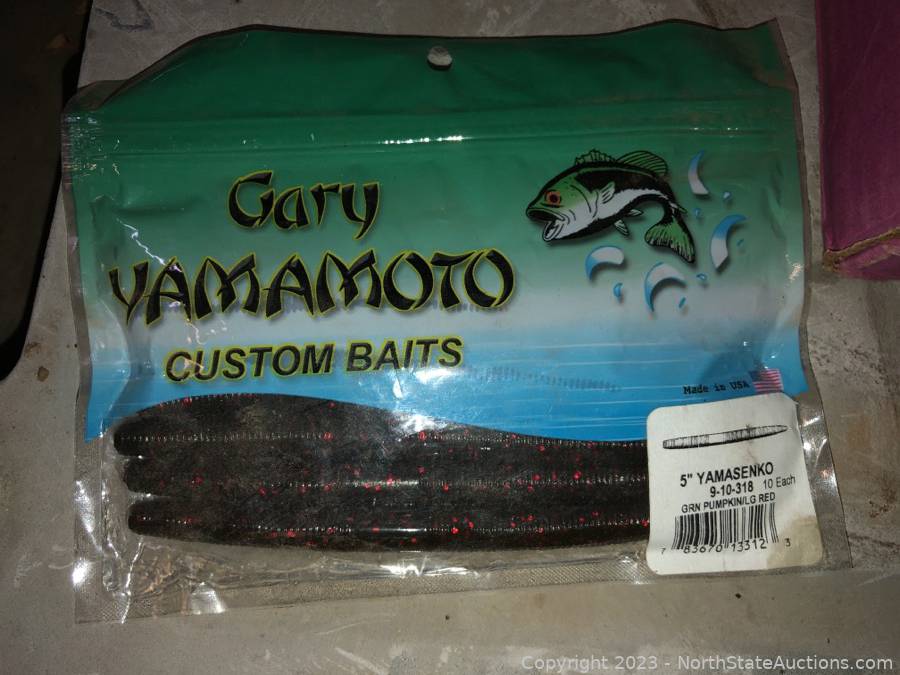 Gary
YAMAMOTO
CUSTOM BAITS
Made in USA
5" YAMASENKO
9-10-318 10 Each
GRN PUMPKIN/LG RED
7 83670 13312 3
Copyright © 2023 - NorthStateAuctions.com